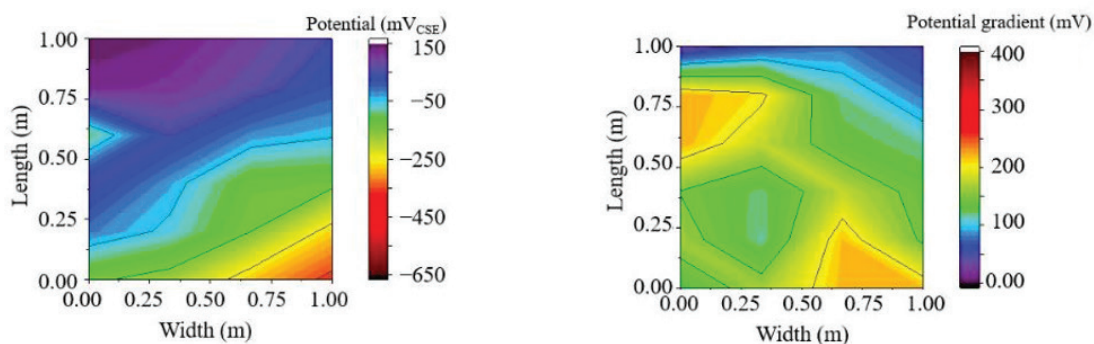 Potential (mV_CSE)
1.00
0.75
0.50
0.25
0.00
Length (m)
0.00 0.25 0.50 0.75 1.00
Width (m)
150
−50
−250
−450
−650
Potential gradient (mV)
1.00
0.75
0.50
0.25
0.00
Length (m)
0.00 0.25 0.50 0.75 1.00
Width (m)
400
300
200
100
0.00